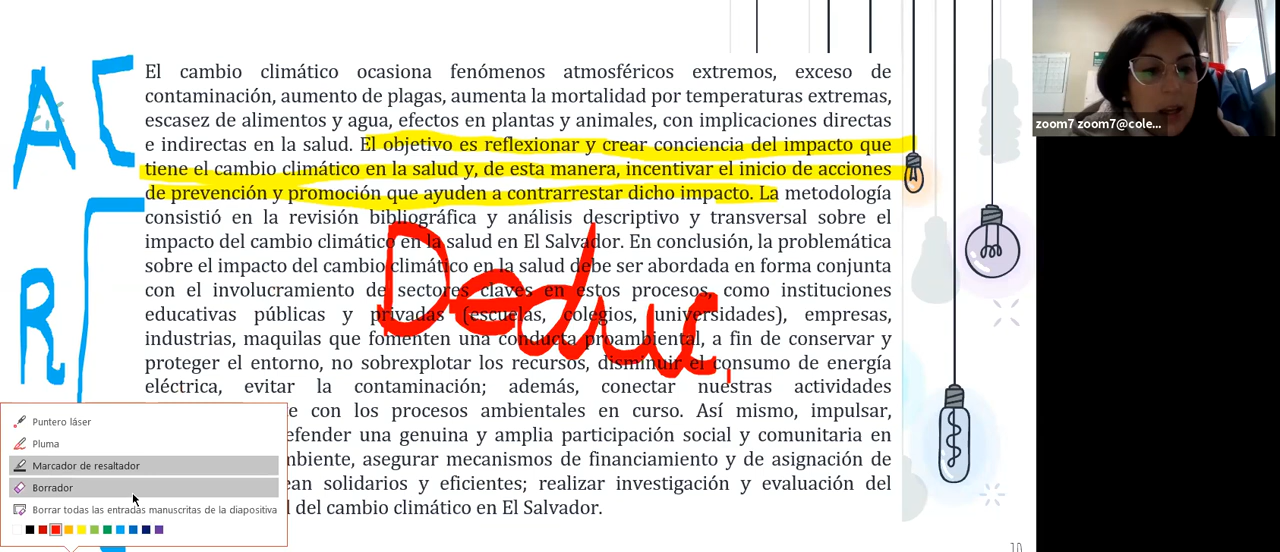 El cambio climático ocasiona fenómenos atmosféricos extremos, exceso de
contaminación, aumento de plagas, aumenta la mortalidad por temperaturas extremas,
escasez de alimentos y agua, efectos en plantas y animales, con implicaciones directas
e indirectas en la salud. El objetivo es reflexionar y crear conciencia del impacto que
tiene el cambio climático en la salud y, de esta manera, incentivar el inicio de acciones
de prevención y promoción que ayuden a contrarrestar dicho impacto. La metodología
consistió en la revisión bibliográfica y análisis descriptivo y transversal sobre el
impacto del cambio climático en la salud en El Salvador. En conclusión, la problemática
sobre el impacto del cambio climático en la salud debe ser abordada en forma conjunta
con el involucramiento de sectores claves en estos procesos, como instituciones
educativas públicas y privadas (escuelas, colegios, universidades), empresas,
industrias, maquilas que fomenten una conducta proambiental, a fin de conservar y
proteger el entorno, no sobrexplotar los recursos, disminuir el consumo de energía
eléctrica, evitar la contaminación; además, conectar nuestras actividades
con los procesos ambientales en curso. Así mismo, impulsar,
efender una genuina y amplia participación social y comunitaria en
mbiente, asegurar mecanismos de financiamiento y de asignación de
ean solidarios y eficientes; realizar investigación y evaluación del
l del cambio climático en El Salvador.
A
R
Deduc
Puntero láser
Pluma
Marcador de resaltador
Borrador
Borrar todas las entradas manuscritas de la diapositiva
zoom7 zoom7@cole...
10